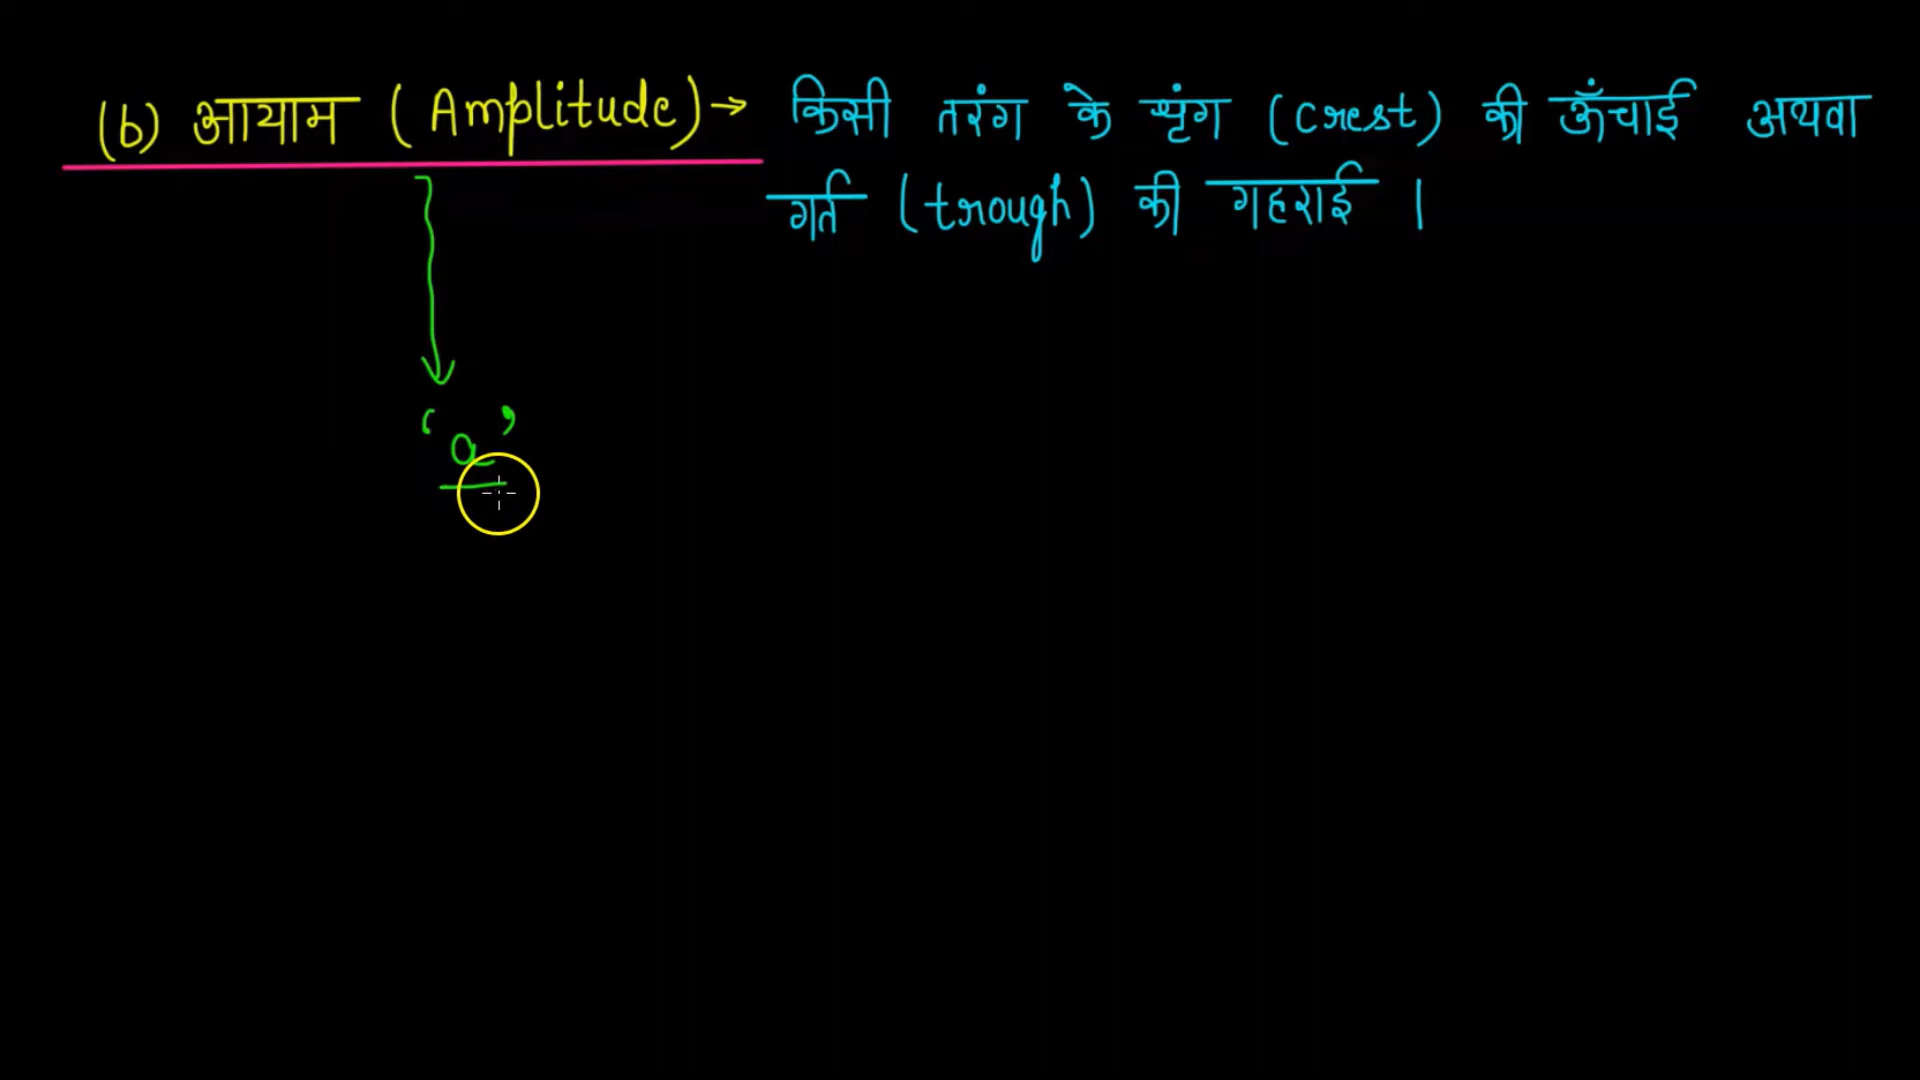 (b) आयाम (Amplitude) → किसी तरंग के श्रृंग (crest) की ऊँचाई अथवा
गर्त (trough) की गहराई ।
'a'